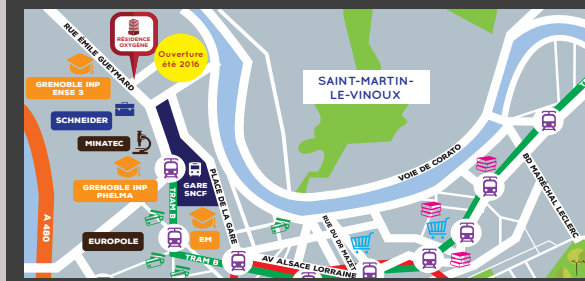 RUE EMILE GUEYMARD
RÉSIDENCE
OXYGÈNE
Ouverture
été 2016
GRENOBLE INP
ENSE 3
SCHNEIDER
MINATEC
GRENOBLE INP
PHELMA
GARE
SNCF
TRAM B
PLACE DE LA GARE
A 480
EUROPOLE
EM
TRAM B
AV ALSACE LORRAINE
RUE DU DR MAZET
SAINT-MARTIN-
LE-VINOUX
VOIE DE CORATO
BD MARÉCHAL LECLERC